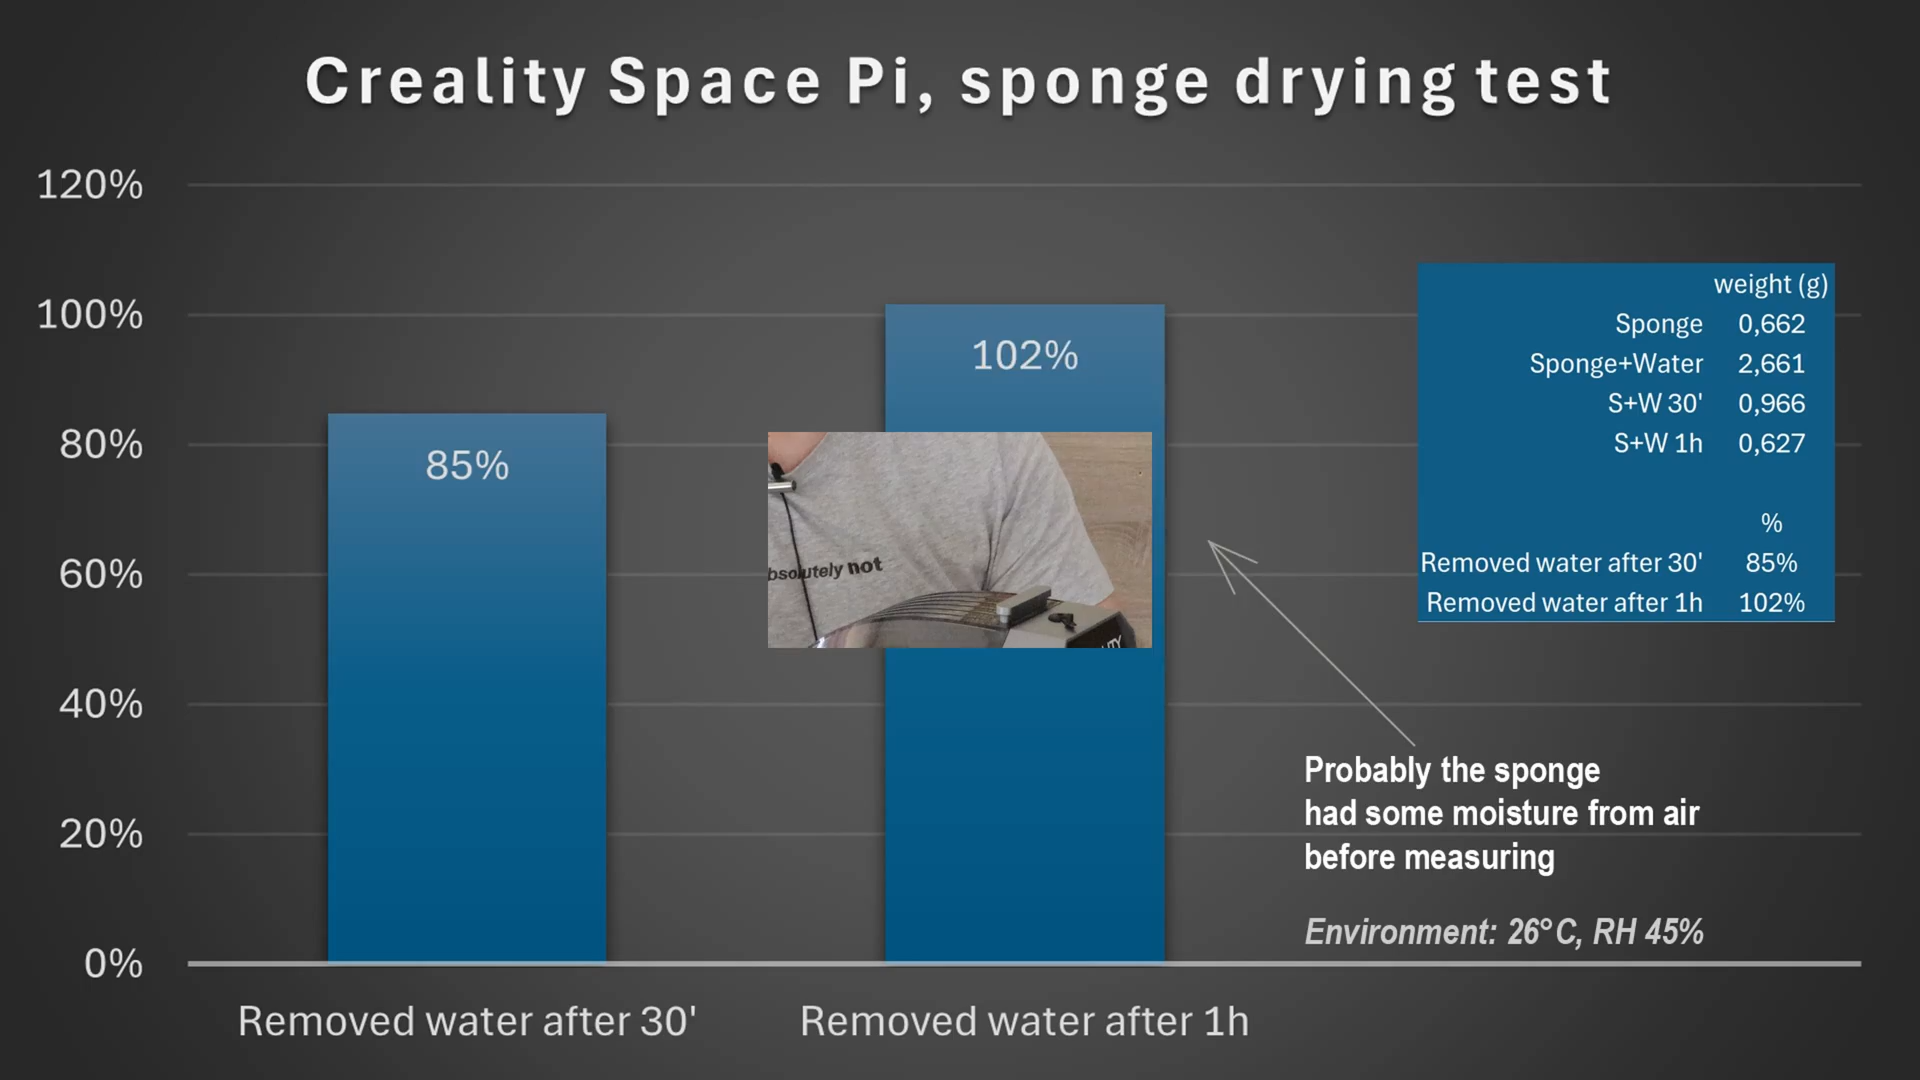 Creality Space Pi, sponge drying test
120%
100%
80%
60%
40%
20%
0%
85%
102%
bsolutely not
weight (g)
Sponge 0,662
Sponge+Water 2,661
S+W 30' 0,966
S+W 1h 0,627
%
Removed water after 30' 85%
Removed water after 1h 102%
Probably the sponge
had some moisture from air
before measuring
Environment: 26°C, RH 45%
Removed water after 30'
Removed water after 1h